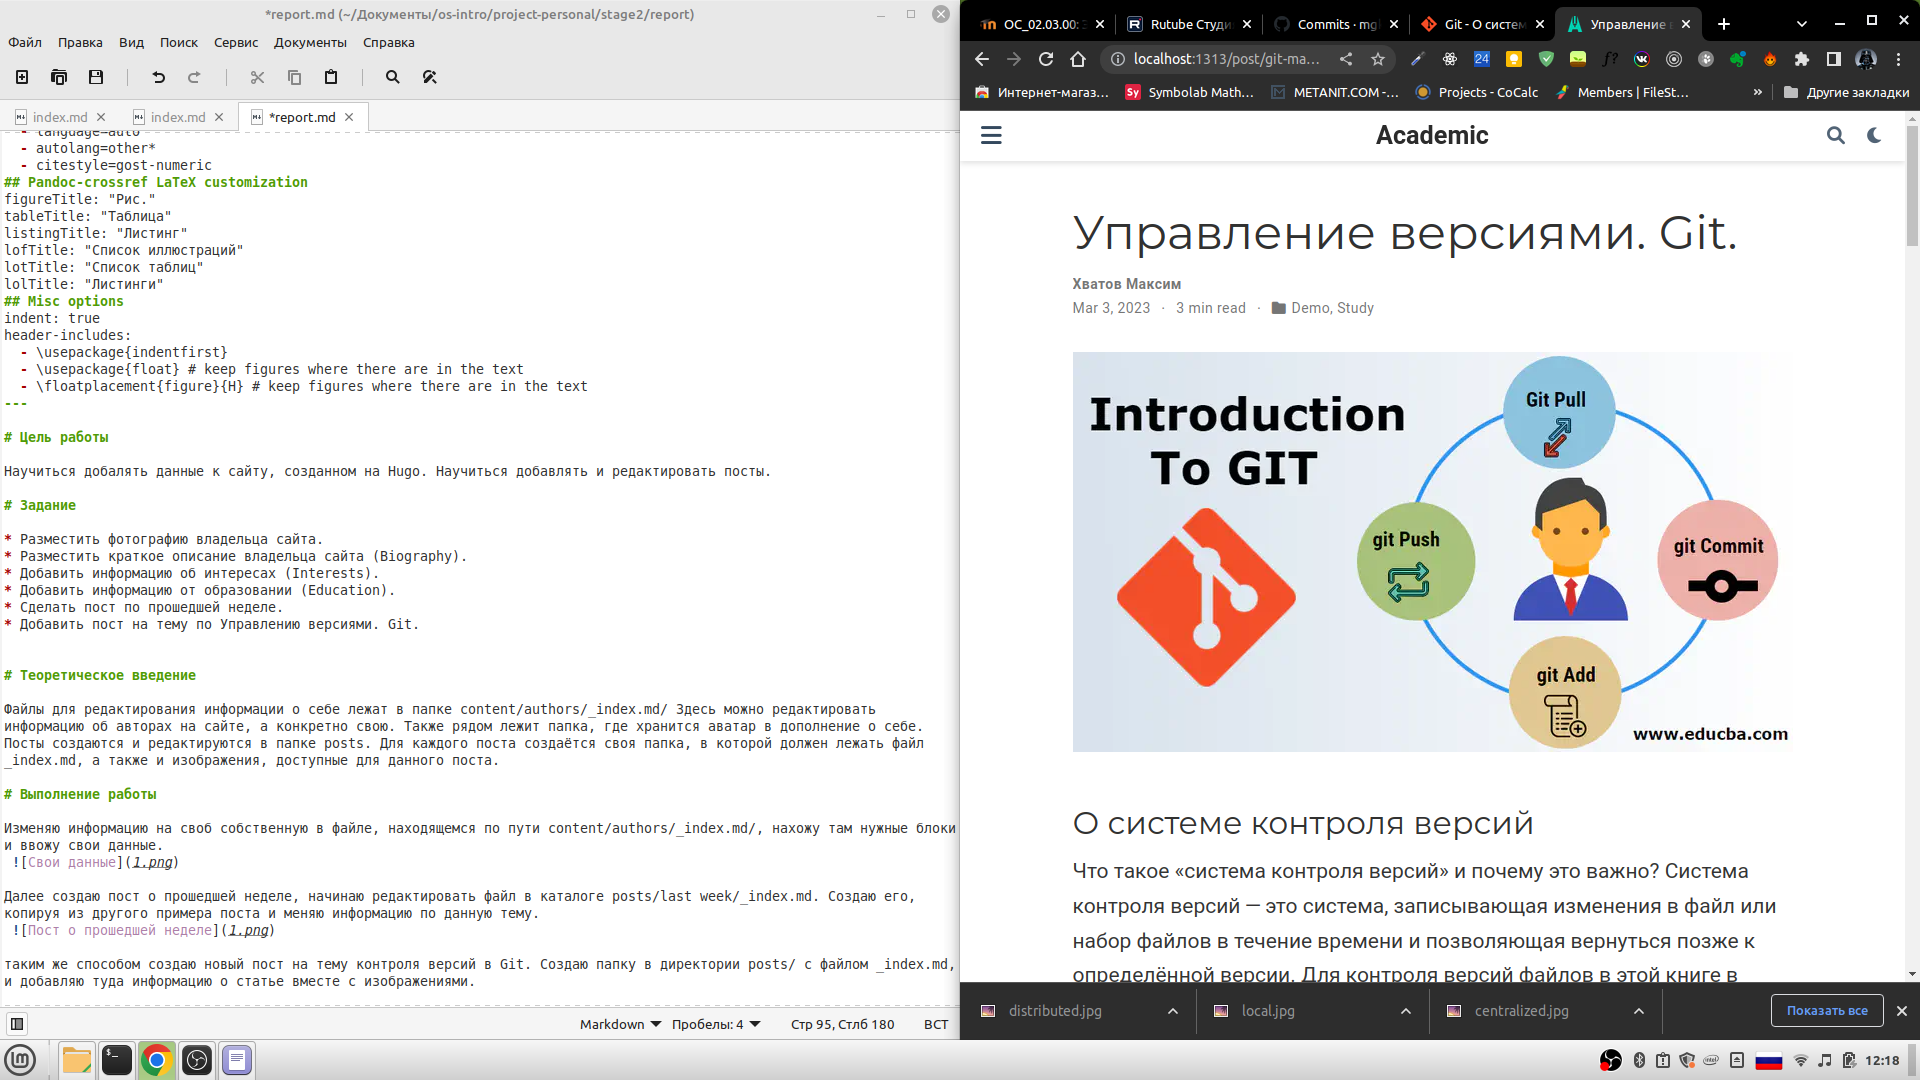 *report.md (~/Документы/os-intro/project-personal/stage2/report)
Файл Правка Вид Поиск Сервис Документы Справка
index.md
index.md
*report.md
- language=auto
- autolang=other*
- citestyle=gost-numeric
## Pandoc-crossref LaTeX customization
figureTitle: "Рис."
tableTitle: "Таблица"
listingTitle: "Листинг"
lofTitle: "Список иллюстраций"
lotTitle: "Список таблиц"
lolTitle: "Листинги"
## Misc options
indent: true
header-includes:
- \usepackage{indentfirst}
- \usepackage{float} # keep figures where there are in the text
- \floatplacement{figure}{H} # keep figures where there are in the text
---
# Цель работы
Научиться добалять данные к сайту, созданном на Hugo. Научиться добавлять и редактировать посты.
# Задание
* Разместить фотографию владельца сайта.
* Разместить краткое описание владельца сайта (Biography).
* Добавить информацию об интересах (Interests).
* Добавить информацию от образовании (Education).
* Сделать пост по прошедшей неделе.
* Добавить пост на тему по Управлению версиями. Git.
# Теоретическое введение
Файлы для редактирования информации о себе лежат в папке content/authors/_index.md/ Здесь можно редактировать
информацию об авторах на сайте, а конкретно свою. Также рядом лежит папка, где хранится аватар в дополнение о себе.
Посты создаются и редактируются в папке posts. Для каждого поста создаётся своя папка, в которой должен лежать файл
_index.md, а также и изображения, доступные для данного поста.
# Выполнение работы
Изменяю информацию на своб собственную в файле, находящемся по пути content/authors/_index.md/, нахожу там нужные блоки
и ввожу свои данные.
![Свои данные](1.png)
Далее создаю пост о прошедшей неделе, начинаю редактировать файл в каталоге posts/last week/_index.md. Создаю его,
копируя из другого примера поста и меняю информацию по данную тему.
![Пост о прошедшей неделе](1.png)
таким же способом создаю новый пост на тему контроля версий в Git. Создаю папку в директории posts/ с файлом _index.md,
и добавляю туда информацию о статье вместе с изображениями.
Markdown Пробелы: 4 Стр 95, Стлб 180 ВСТ
ОС_02.03.00: Rutube Студи Commits · mg Git - О систем Управление
localhost:1313/post/git-ma...
24
f?
Интернет-магаз... Sy Symbolab Math... METANIT.COM -... Projects - CoCalc Members | FileSt... » Другие закладки
Academic
Управление версиями. Git.
Хватов Максим
Mar 3, 2023 · 3 min read · Demo, Study
Introduction
To GIT
Git Pull
git Push
git Commit
git Add
www.educba.com
О системе контроля версий
Что такое «система контроля версий» и почему это важно? Система
контроля версий — это система, записывающая изменения в файл или
набор файлов в течение времени и позволяющая вернуться позже к
определённой версии. Для контроля версий файлов в этой книге в
distributed.jpg local.jpg centralized.jpg Показать все
12:18